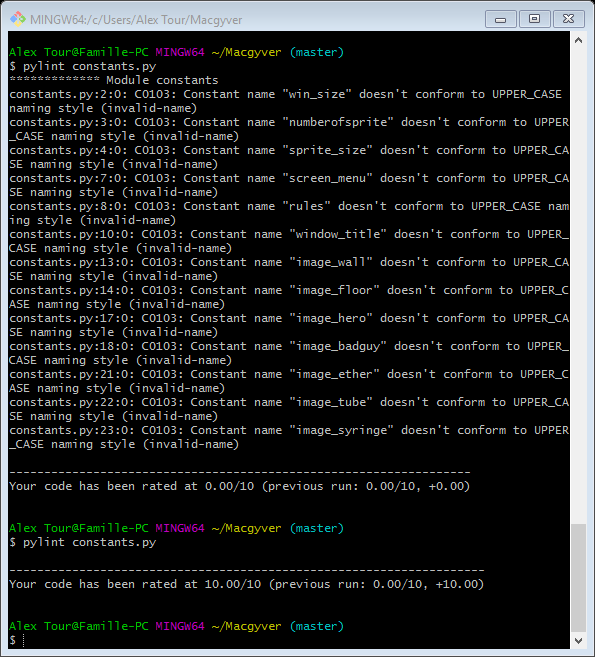 MINGW64:/c/Users/Alex Tour/Macgyver
Alex Tour@Famille-PC MINGW64 ~/Macgyver (master)
$ pylint constants.py
************* Module constants
constants.py:2:0: C0103: Constant name "win_size" doesn't conform to UPPER_CASE
naming style (invalid-name)
constants.py:3:0: C0103: Constant name "numberofsprite" doesn't conform to UPPER
_CASE naming style (invalid-name)
constants.py:4:0: C0103: Constant name "sprite_size" doesn't conform to UPPER_CA
SE naming style (invalid-name)
constants.py:7:0: C0103: Constant name "screen_menu" doesn't conform to UPPER_CA
SE naming style (invalid-name)
constants.py:8:0: C0103: Constant name "rules" doesn't conform to UPPER_CASE nam
ing style (invalid-name)
constants.py:10:0: C0103: Constant name "window_title" doesn't conform to UPPER_
CASE naming style (invalid-name)
constants.py:13:0: C0103: Constant name "image_wall" doesn't conform to UPPER_CA
SE naming style (invalid-name)
constants.py:14:0: C0103: Constant name "image_floor" doesn't conform to UPPER_C
ASE naming style (invalid-name)
constants.py:17:0: C0103: Constant name "image_hero" doesn't conform to UPPER_CA
SE naming style (invalid-name)
constants.py:18:0: C0103: Constant name "image_badguy" doesn't conform to UPPER_
CASE naming style (invalid-name)
constants.py:21:0: C0103: Constant name "image_ether" doesn't conform to UPPER_C
ASE naming style (invalid-name)
constants.py:22:0: C0103: Constant name "image_tube" doesn't conform to UPPER_CA
SE naming style (invalid-name)
constants.py:23:0: C0103: Constant name "image_syringe" doesn't conform to UPPER
_CASE naming style (invalid-name)
------------------------------------------------------------------
Your code has been rated at 0.00/10 (previous run: 0.00/10, +0.00)
Alex Tour@Famille-PC MINGW64 ~/Macgyver (master)
$ pylint constants.py
--------------------------------------------------------------------
Your code has been rated at 10.00/10 (previous run: 0.00/10, +10.00)
Alex Tour@Famille-PC MINGW64 ~/Macgyver (master)
$